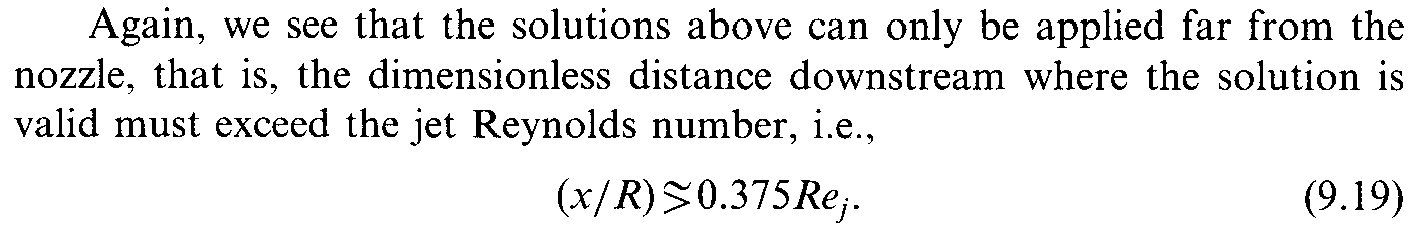 Again, we see that the solutions above can only be applied far from the
nozzle, that is, the dimensionless distance downstream where the solution is
valid must exceed the jet Reynolds number, i.e.,
(x/R) ≳ 0.375Re_j. (9.19)